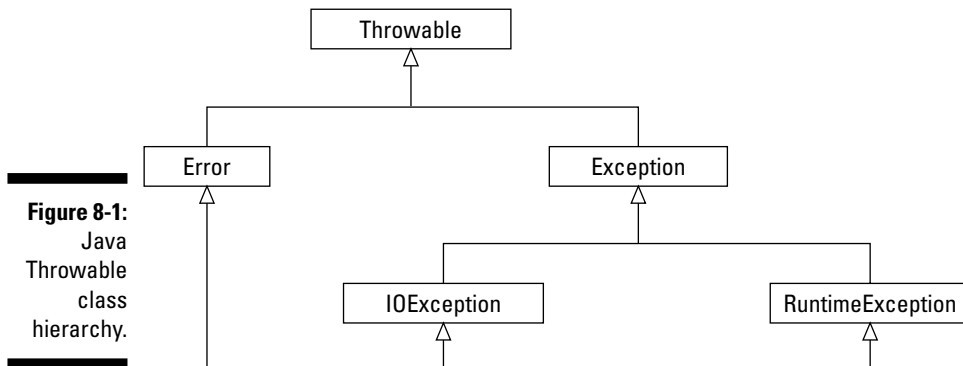 Throwable
Error
Exception
Figure 8-1:
Java
Throwable
class
hierarchy.
IOException
RuntimeException